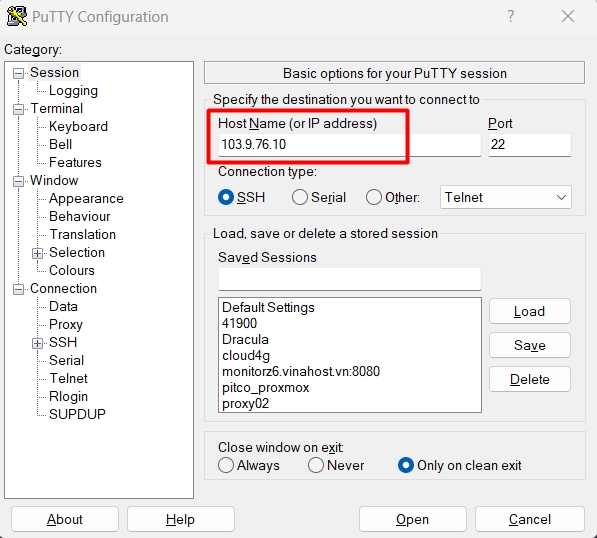 PuTTY Configuration
Category:
Session
Logging
Terminal
Keyboard
Bell
Features
Window
Appearance
Behaviour
Translation
Selection
Colours
Connection
Data
Proxy
SSH
Serial
Telnet
Rlogin
SUPDUP
Basic options for your PuTTY session
Specify the destination you want to connect to
Host Name (or IP address) Port
103.9.76.10 22
Connection type:
SSH Serial Other: Telnet
Load, save or delete a stored session
Saved Sessions
Default Settings
41900
Dracula
cloud4g
monitorz6.vinahost.vn:8080
pitco_proxmox
proxy02
Load
Save
Delete
Close window on exit:
Always Never Only on clean exit
About Help Open Cancel